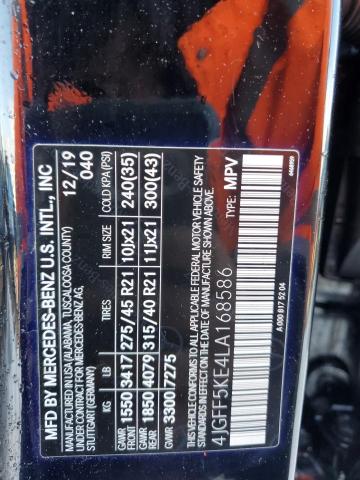 MFD BY MERCEDES-BENZ U.S. INTL., INC
MANUFACTURED IN USA (ALABAMA, TUSCALOOSA COUNTY) 12/19
UNDER CONTRACT FOR MERCEDES-BENZ AG, 040
STUTTGART (GERMANY)
KG LB TIRES RIM SIZE COLD KPA(PSI)
GAWR FRONT 1550 3417 275/45 R21 10Jx21 240(35)
GAWR REAR 1850 4079 315/40 R21 11Jx21 300(43)
GVWR 3300 7275
THIS VEHICLE CONFORMS TO ALL APPLICABLE FEDERAL MOTOR VEHICLE SAFETY
STANDARDS IN EFFECT ON THE DATE OF MANUFACTURE SHOWN ABOVE.
4JGFF5KE4LA168586 TYPE: MPV
A 000 817 52 04